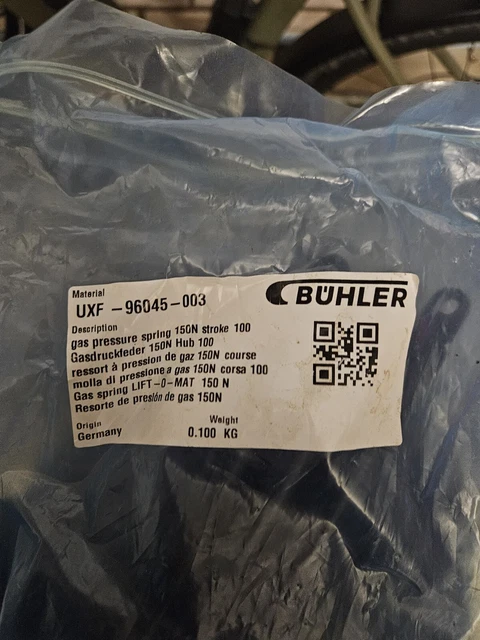 Material
UXF -96045-003
BÜHLER
Description
gas pressure spring 150N stroke 100
Gasdruckfeder 150N Hub 100
ressort à pression de gaz 150N course
molla di pressione a gas 150N corsa 100
Gas spring LIFT-O-MAT 150 N
Resorte de presión de gas 150N
Origin
Germany
Weight
0.100 KG